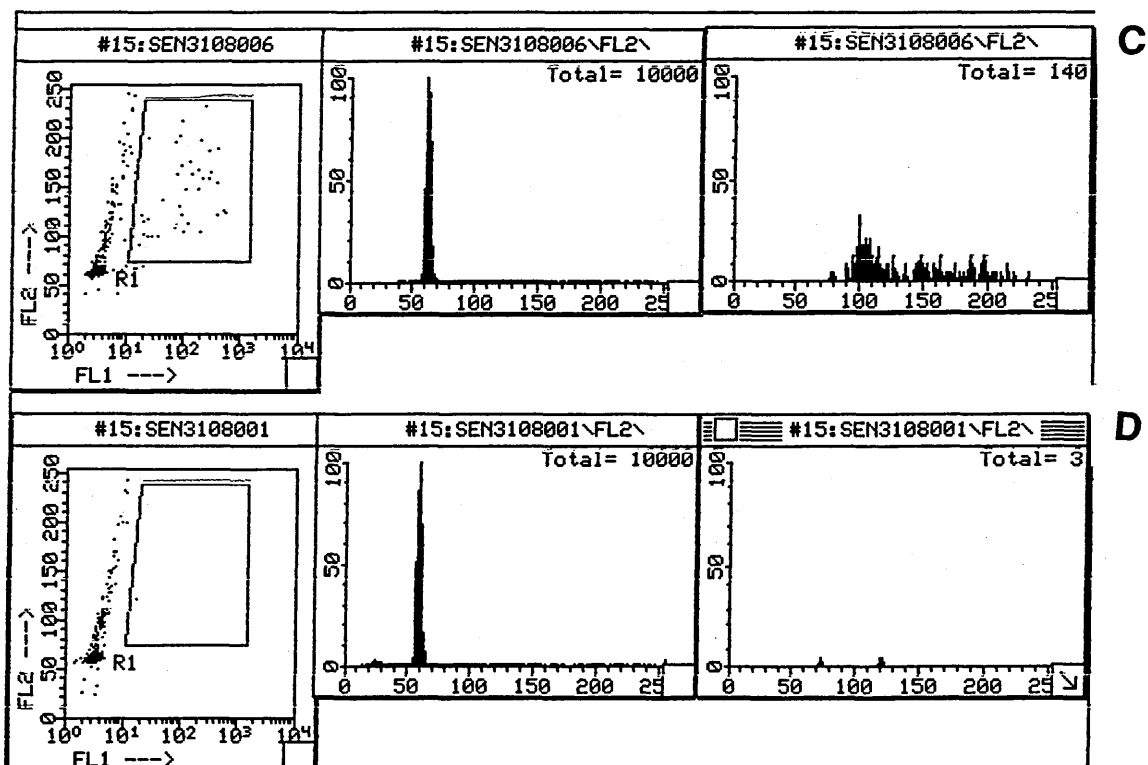 #15:SEN3108006
#15:SEN3108006\FL2\
#15:SEN3108006\FL2\
C
250
200
150
100
50
0
FL2 --->
R1
10⁰ 10¹ 10² 10³ 10⁴
FL1 --->
Total= 10000
100
50
0
0 50 100 150 200 25
Total= 140
100
50
0
0 50 100 150 200 25
#15:SEN3108001
#15:SEN3108001\FL2\
#15:SEN3108001\FL2\
D
250
200
150
100
50
0
FL2 --->
R1
10⁰ 10¹ 10² 10³ 10⁴
FL1 --->
Total= 10000
100
50
0
0 50 100 150 200 25
Total= 3
100
50
0
0 50 100 150 200 25